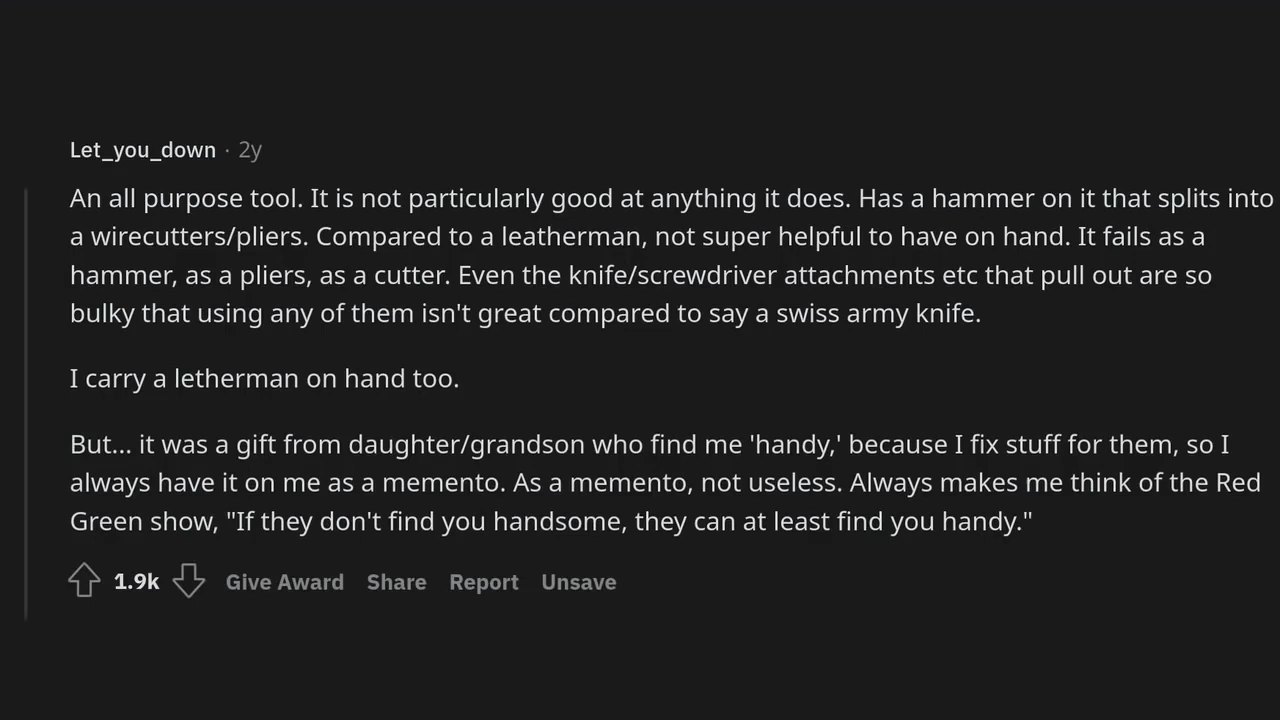 Let_you_down · 2y
An all purpose tool. It is not particularly good at anything it does. Has a hammer on it that splits into
a wirecutters/pliers. Compared to a leatherman, not super helpful to have on hand. It fails as a
hammer, as a pliers, as a cutter. Even the knife/screwdriver attachments etc that pull out are so
bulky that using any of them isn't great compared to say a swiss army knife.
I carry a letherman on hand too.
But... it was a gift from daughter/grandson who find me 'handy,' because I fix stuff for them, so I
always have it on me as a memento. As a memento, not useless. Always makes me think of the Red
Green show, "If they don't find you handsome, they can at least find you handy."
1.9k Give Award Share Report Unsave